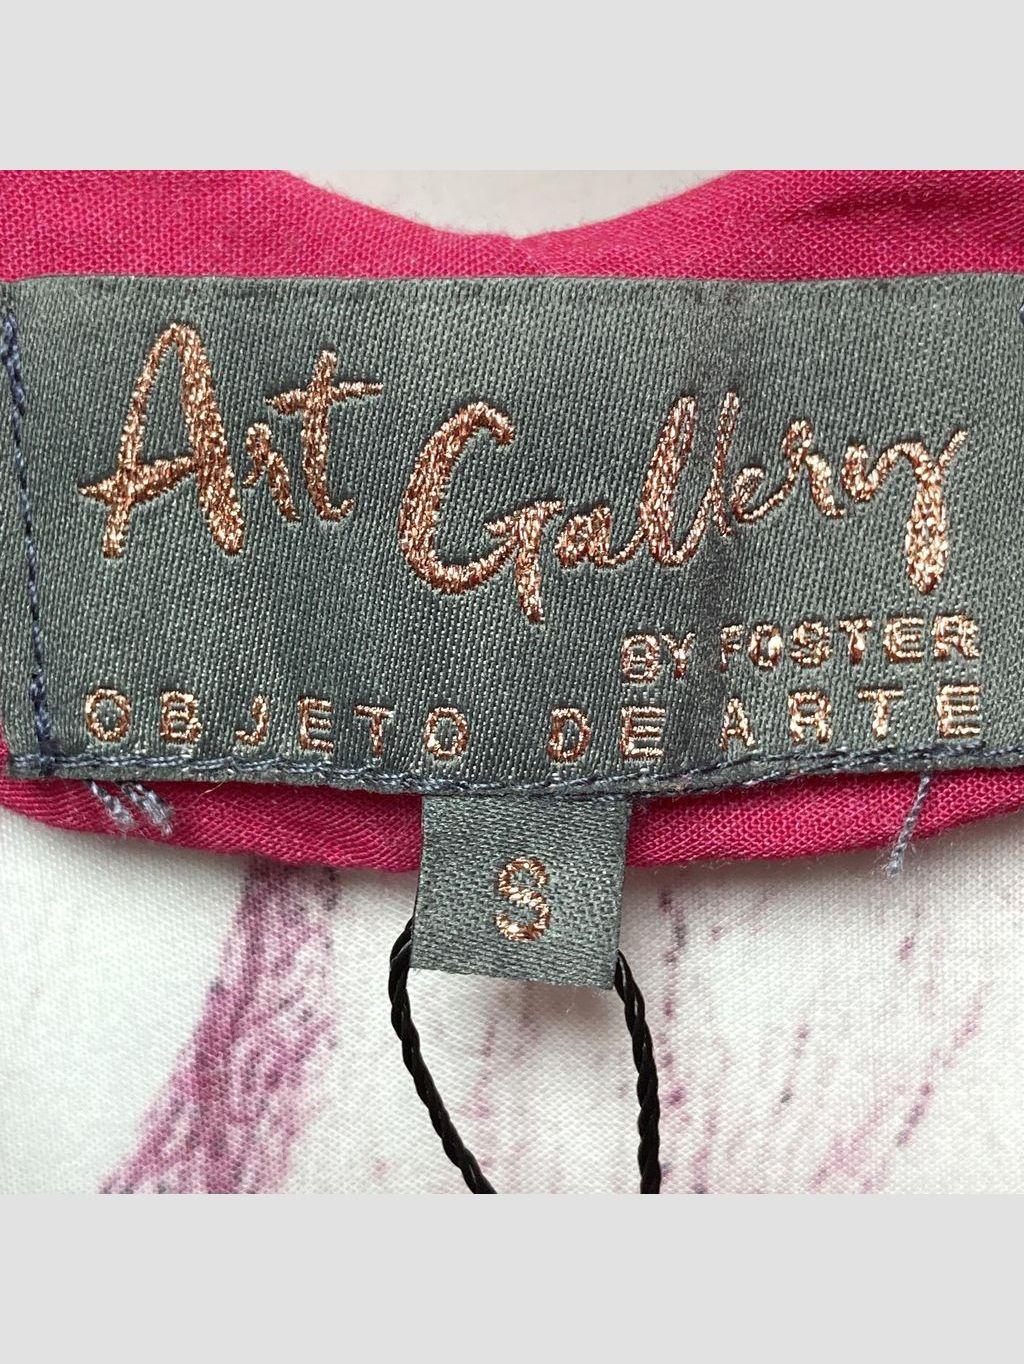 Art Gallery
BY FOSTER
OBJETO DE ARTE
S